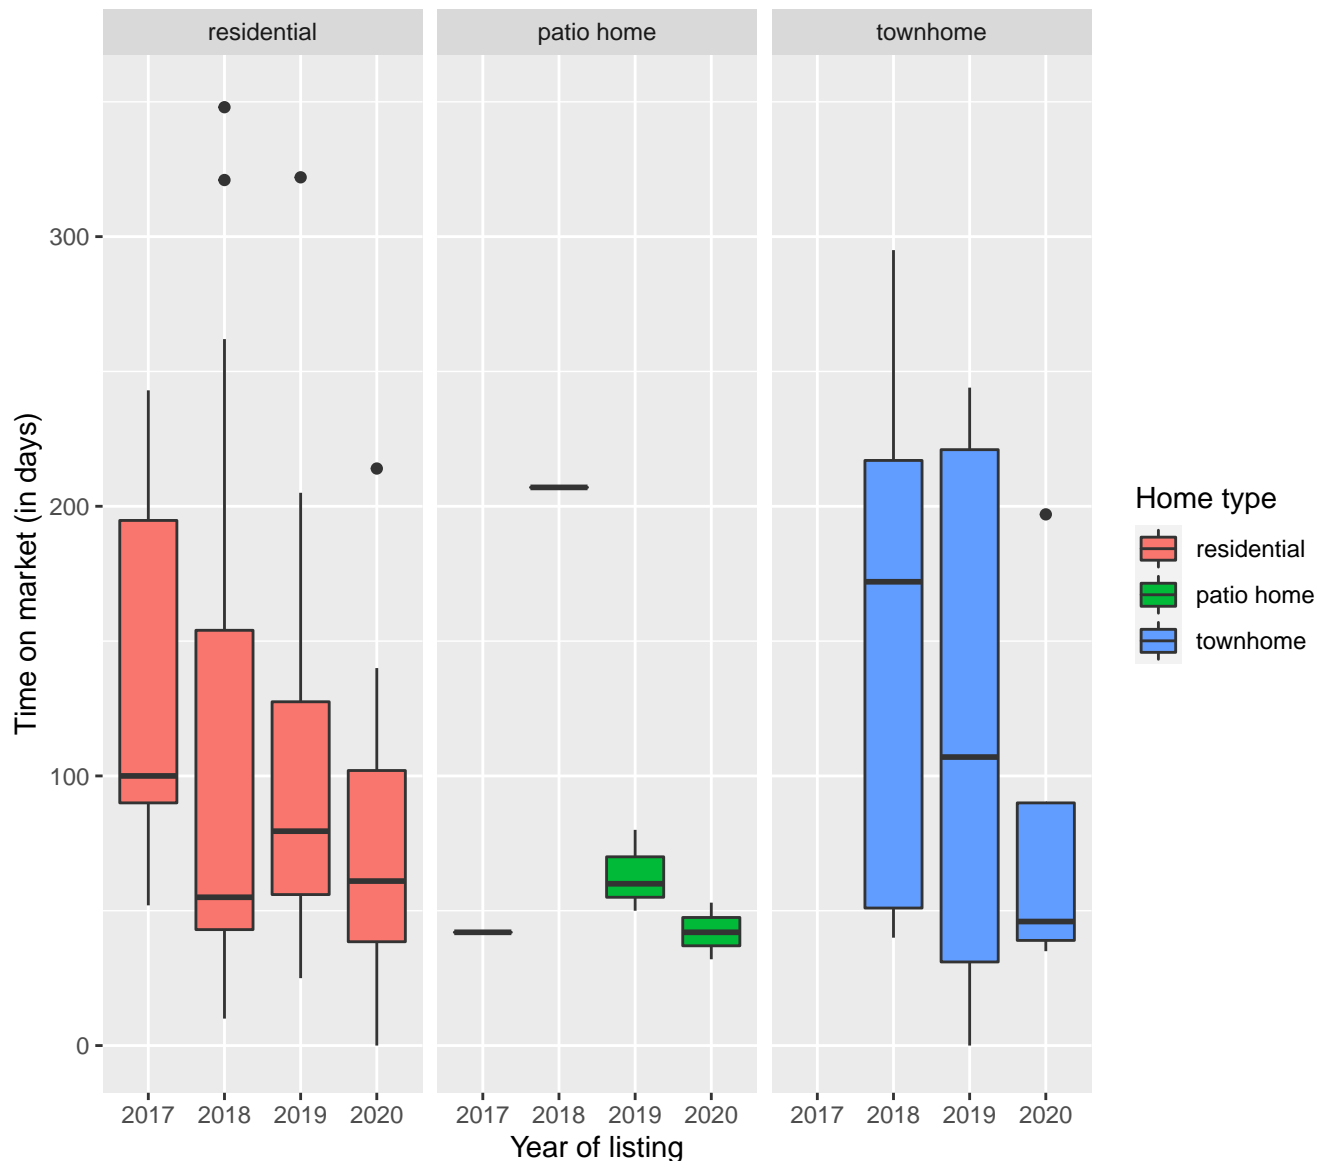 residential patio home townhome
Time on market (in days)
300
200
100
0
2017 2018 2019 2020 2017 2018 2019 2020 2017 2018 2019 2020
Year of listing
Home type
residential
patio home
townhome